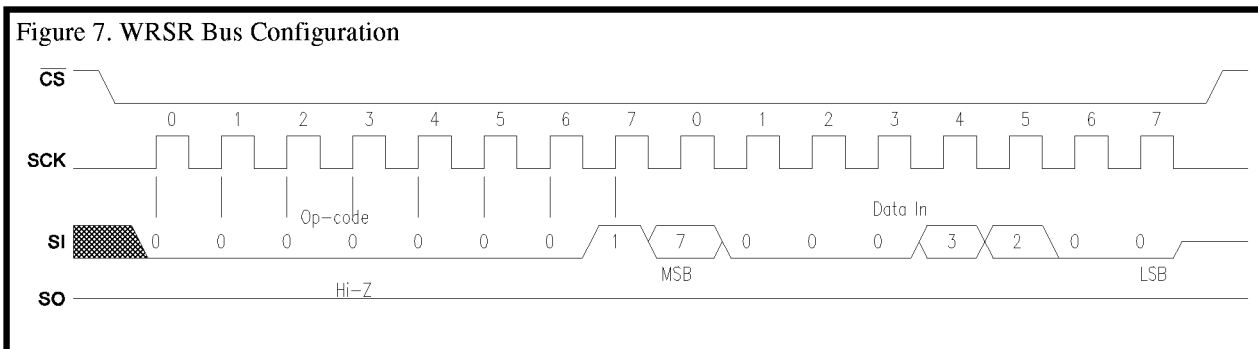 Figure 7. WRSR Bus Configuration
CS
0 1 2 3 4 5 6 7 0 1 2 3 4 5 6 7
SCK
Op-code Data In
SI 0 0 0 0 0 0 0 1 7 0 0 0 3 2 0 0
MSB LSB
Hi-Z
SO